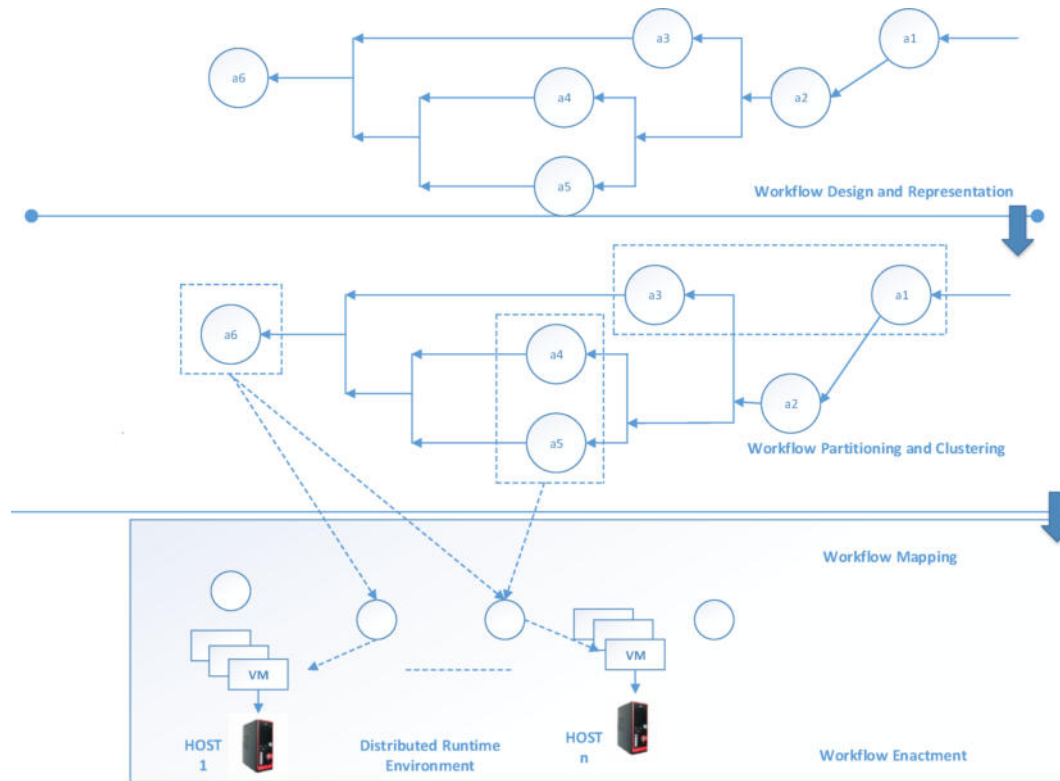 a1
a3
a6
a4
a2
a5
Workflow Design and Representation
a3
a1
a6
a4
a2
a5
Workflow Partitioning and Clustering
Workflow Mapping
VM
VM
HOST
1
Distributed Runtime
Environment
HOST
n
Workflow Enactment